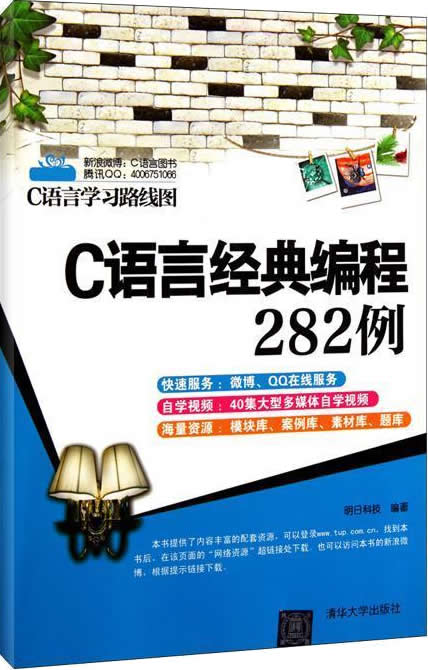 新浪微博：C语言图书
腾讯QQ：4006751066
C语言学习路线图
C语言经典编程
282例
快速服务：微博、QQ在线服务
自学视频：40集大型多媒体自学视频
海量资源：模块库、案例库、素材库、题库
明日科技 编著
本书提供了内容丰富的配套资源，可以登录www.tup.com.cn，找到本
书后，在该页面的“网络资源”超链接处下载．也可以访问本书的新浪微
博，根据提示链接下载．
清华大学出版社